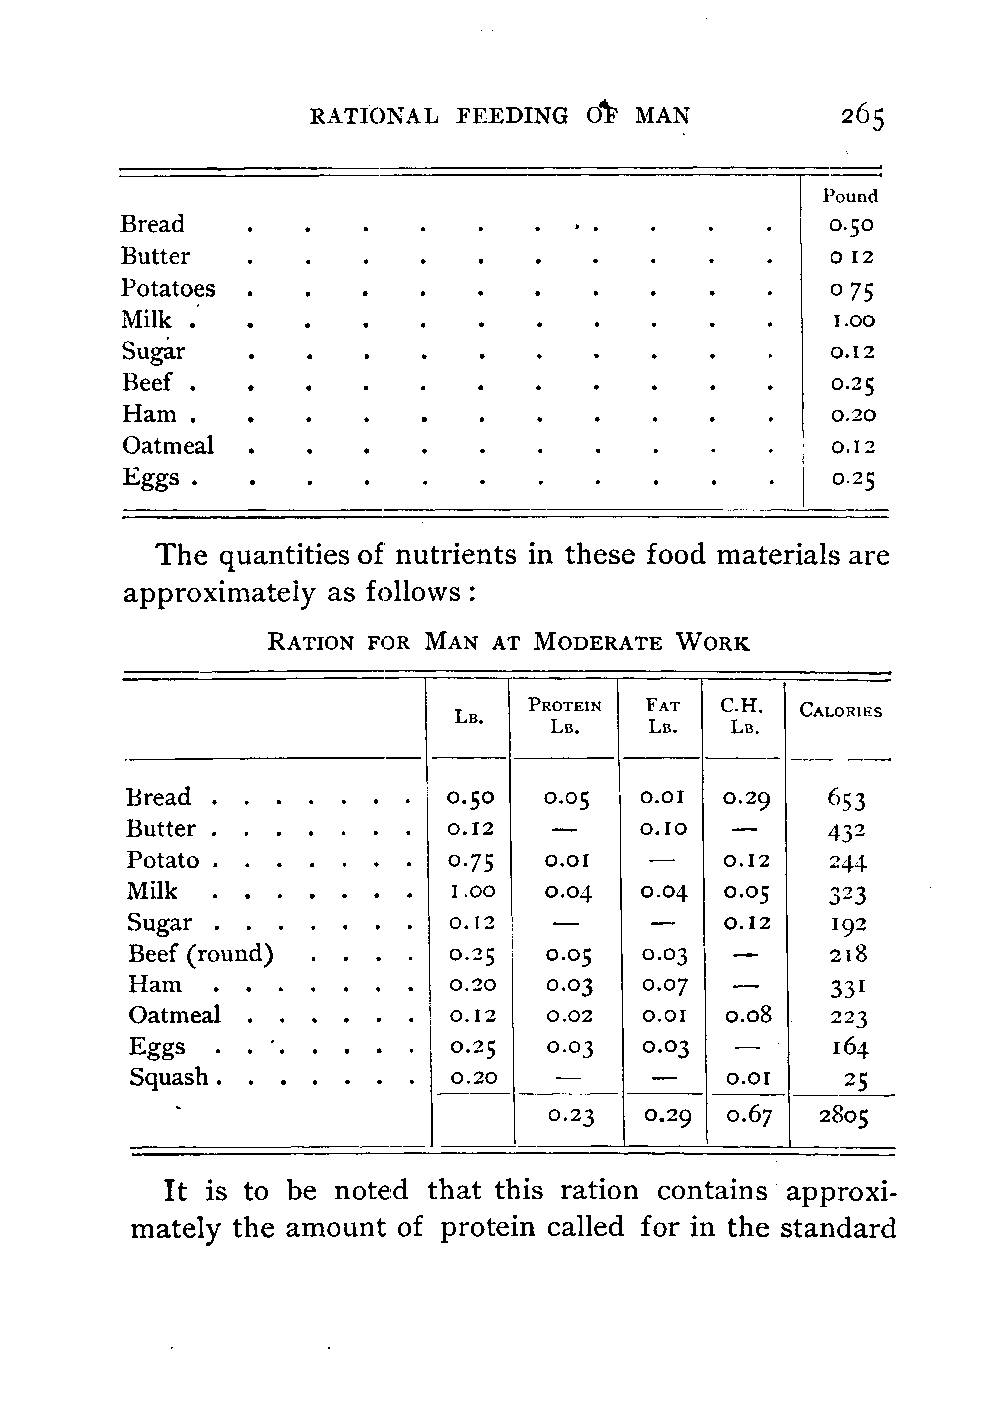 RATIONAL FEEDING OF MAN 265
Pound
Bread . . . . . . . . . . . 0.50
Butter . . . . . . . . . . 0 12
Potatoes . . . . . . . . . . 0 75
Milk . . . . . . . . . . . 1.00
Sugar . . . . . . . . . . 0.12
Beef . . . . . . . . . . . 0.25
Ham . . . . . . . . . . . 0.20
Oatmeal . . . . . . . . . . 0.12
Eggs . . . . . . . . . . . 0.25
The quantities of nutrients in these food materials are
approximately as follows :
RATION FOR MAN AT MODERATE WORK
LB. PROTEIN LB. FAT LB. C.H. LB. CALORIES
Bread . . . . . . . 0.50 0.05 0.01 0.29 653
Butter . . . . . . . 0.12 — 0.10 — 432
Potato . . . . . . . 0.75 0.01 — 0.12 244
Milk . . . . . . . 1.00 0.04 0.04 0.05 323
Sugar . . . . . . . 0.12 — — 0.12 192
Beef (round) . . . . 0.25 0.05 0.03 — 218
Ham . . . . . . . 0.20 0.03 0.07 — 331
Oatmeal . . . . . . 0.12 0.02 0.01 0.08 223
Eggs . . . . . . . 0.25 0.03 0.03 — 164
Squash . . . . . . . 0.20 — — 0.01 25
0.23 0.29 0.67 2805
It is to be noted that this ration contains approxi-
mately the amount of protein called for in the standard